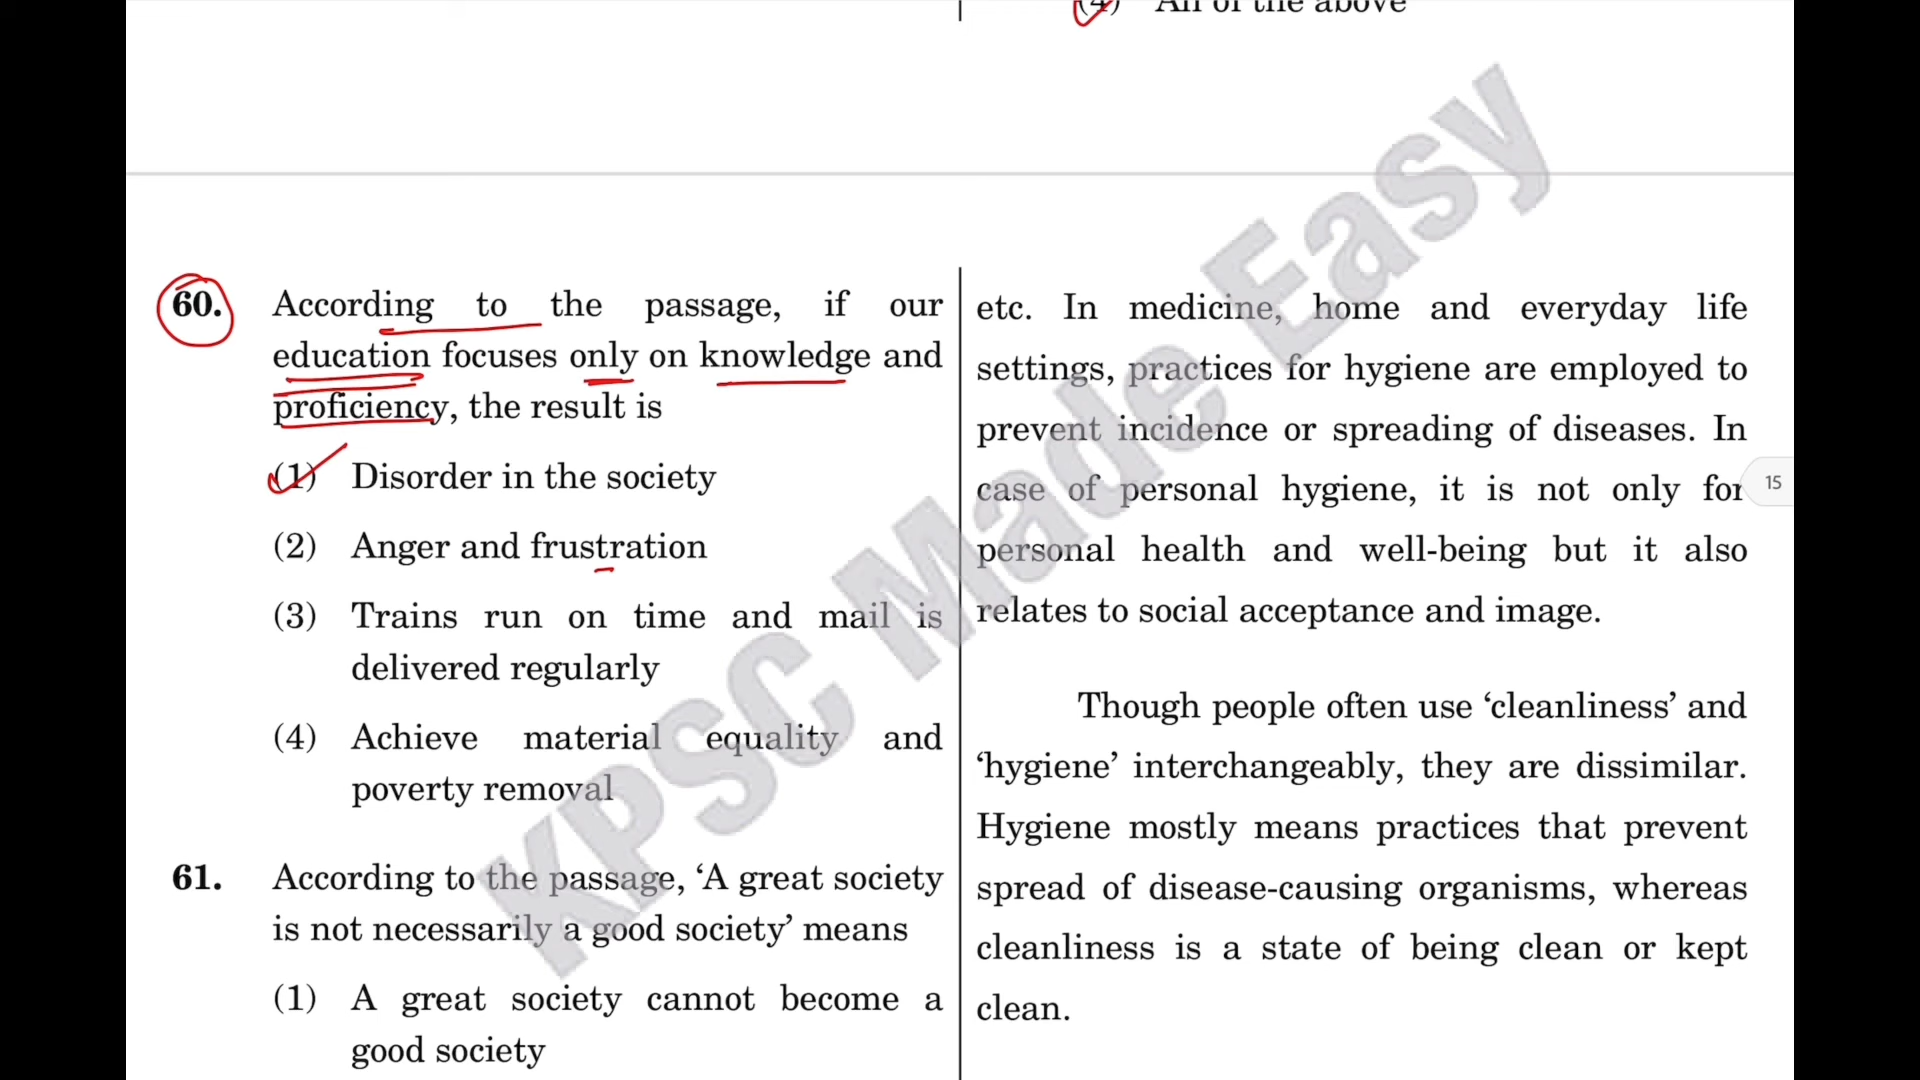 (4) All of the above
60. According to the passage, if our
education focuses only on knowledge and
proficiency, the result is
(1) Disorder in the society
(2) Anger and frustration
(3) Trains run on time and mail is
delivered regularly
(4) Achieve material equality and
poverty removal
61. According to the passage, ‘A great society
is not necessarily a good society’ means
(1) A great society cannot become a
good society
etc. In medicine, home and everyday life
settings, practices for hygiene are employed to
prevent incidence or spreading of diseases. In
case of personal hygiene, it is not only for
personal health and well-being but it also
relates to social acceptance and image.
Though people often use ‘cleanliness’ and
‘hygiene’ interchangeably, they are dissimilar.
Hygiene mostly means practices that prevent
spread of disease-causing organisms, whereas
cleanliness is a state of being clean or kept
clean.
15
KPSC Made Easy